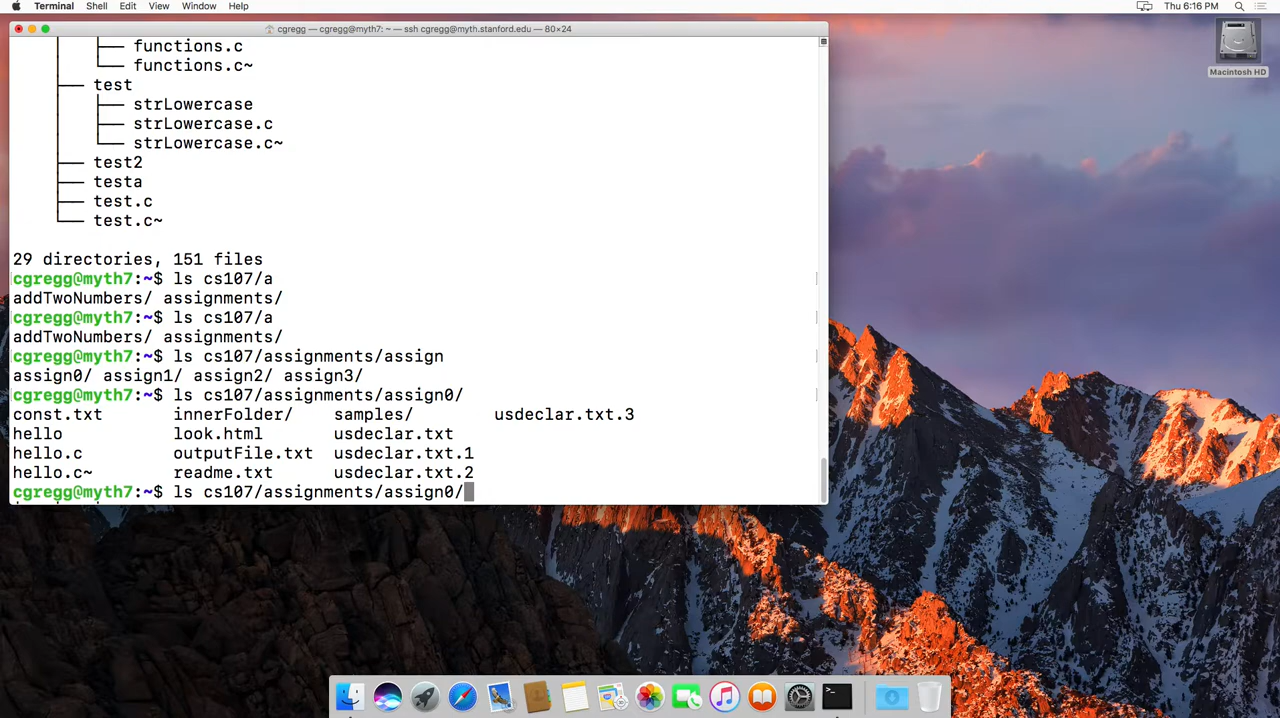 Terminal Shell Edit View Window Help Thu 6:16 PM
cgregg — cgregg@myth7: ~ — ssh cgregg@myth.stanford.edu — 80×24
Macintosh HD
│ ├── functions.c
│ └── functions.c~
├── test
│ ├── strLowercase
│ ├── strLowercase.c
│ └── strLowercase.c~
├── test2
├── testa
├── test.c
└── test.c~
29 directories, 151 files
cgregg@myth7:~$ ls cs107/a
addTwoNumbers/ assignments/
cgregg@myth7:~$ ls cs107/a
addTwoNumbers/ assignments/
cgregg@myth7:~$ ls cs107/assignments/assign
assign0/ assign1/ assign2/ assign3/
cgregg@myth7:~$ ls cs107/assignments/assign0/
const.txt innerFolder/ samples/ usdeclar.txt.3
hello look.html usdeclar.txt
hello.c outputFile.txt usdeclar.txt.1
hello.c~ readme.txt usdeclar.txt.2
cgregg@myth7:~$ ls cs107/assignments/assign0/